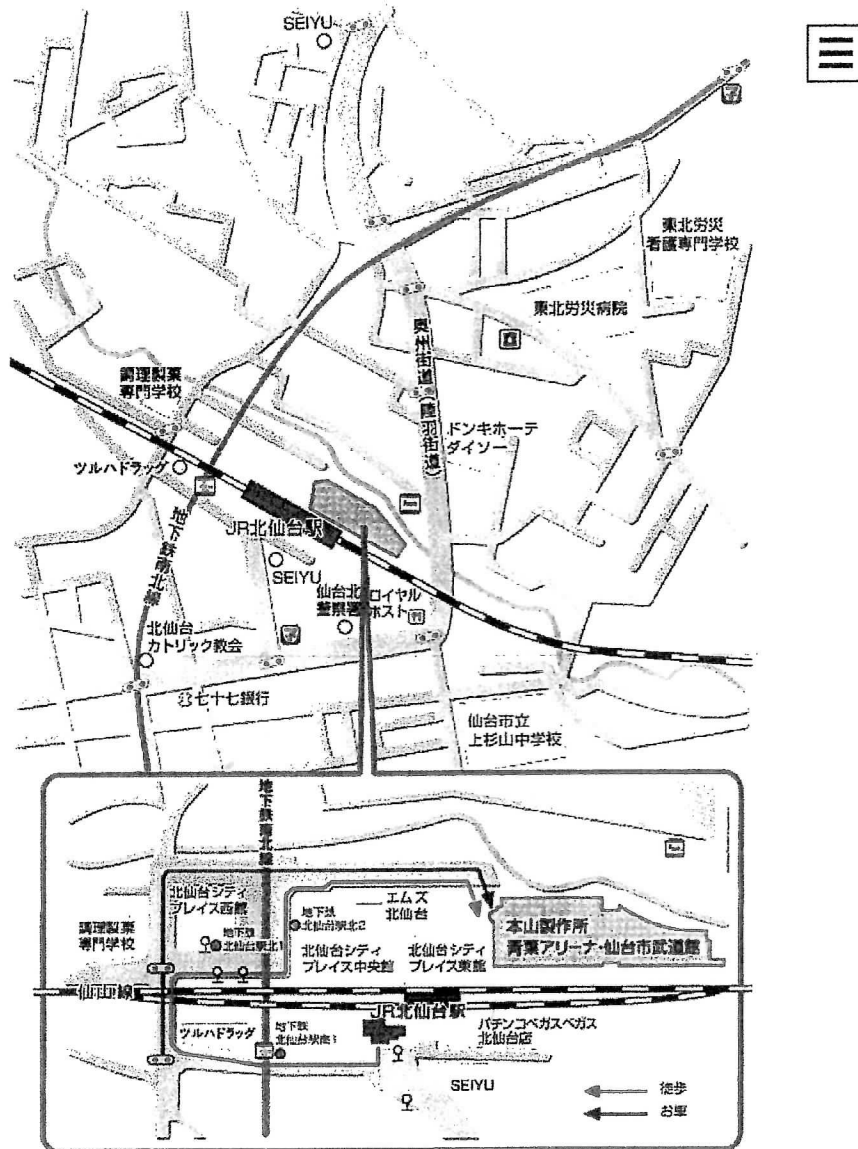 SEIYU
東北労災
看護専門学校
東北労災病院
奥州街道(陸羽街道)
調理製菓
専門学校
ドンキホーテ
ダイソー
ツルハドラッグ
地下鉄南北線
JR北仙台駅
SEIYU
仙台北
警察署
ロイヤル
ホスト
北仙台
カトリック教会
七十七銀行
仙台市立
上杉山中学校
地下鉄南北線
北仙台シティ
プレイス西館
エムズ
北仙台
調理製菓
専門学校
地下鉄
北仙台駅北1
地下鉄
北仙台駅北2
本山製作所
青葉アリーナ・仙台市武道館
北仙台シティ
プレイス中央館
北仙台シティ
プレイス東館
仙山線
JR北仙台駅
ツルハドラッグ
地下鉄
北仙台駅南1
パチンコベガスベガス
北仙台店
SEIYU
徒歩
お車